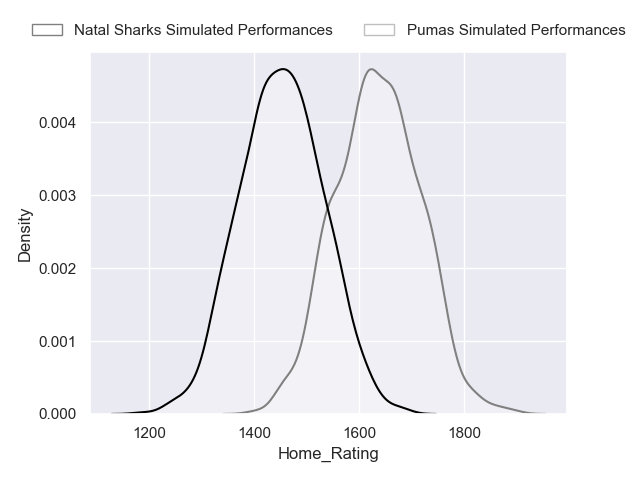 Natal Sharks Simulated Performances Pumas Simulated Performances
0.004
0.003
0.002
0.001
0.000
Density
1200 1400 1600 1800
Home_Rating